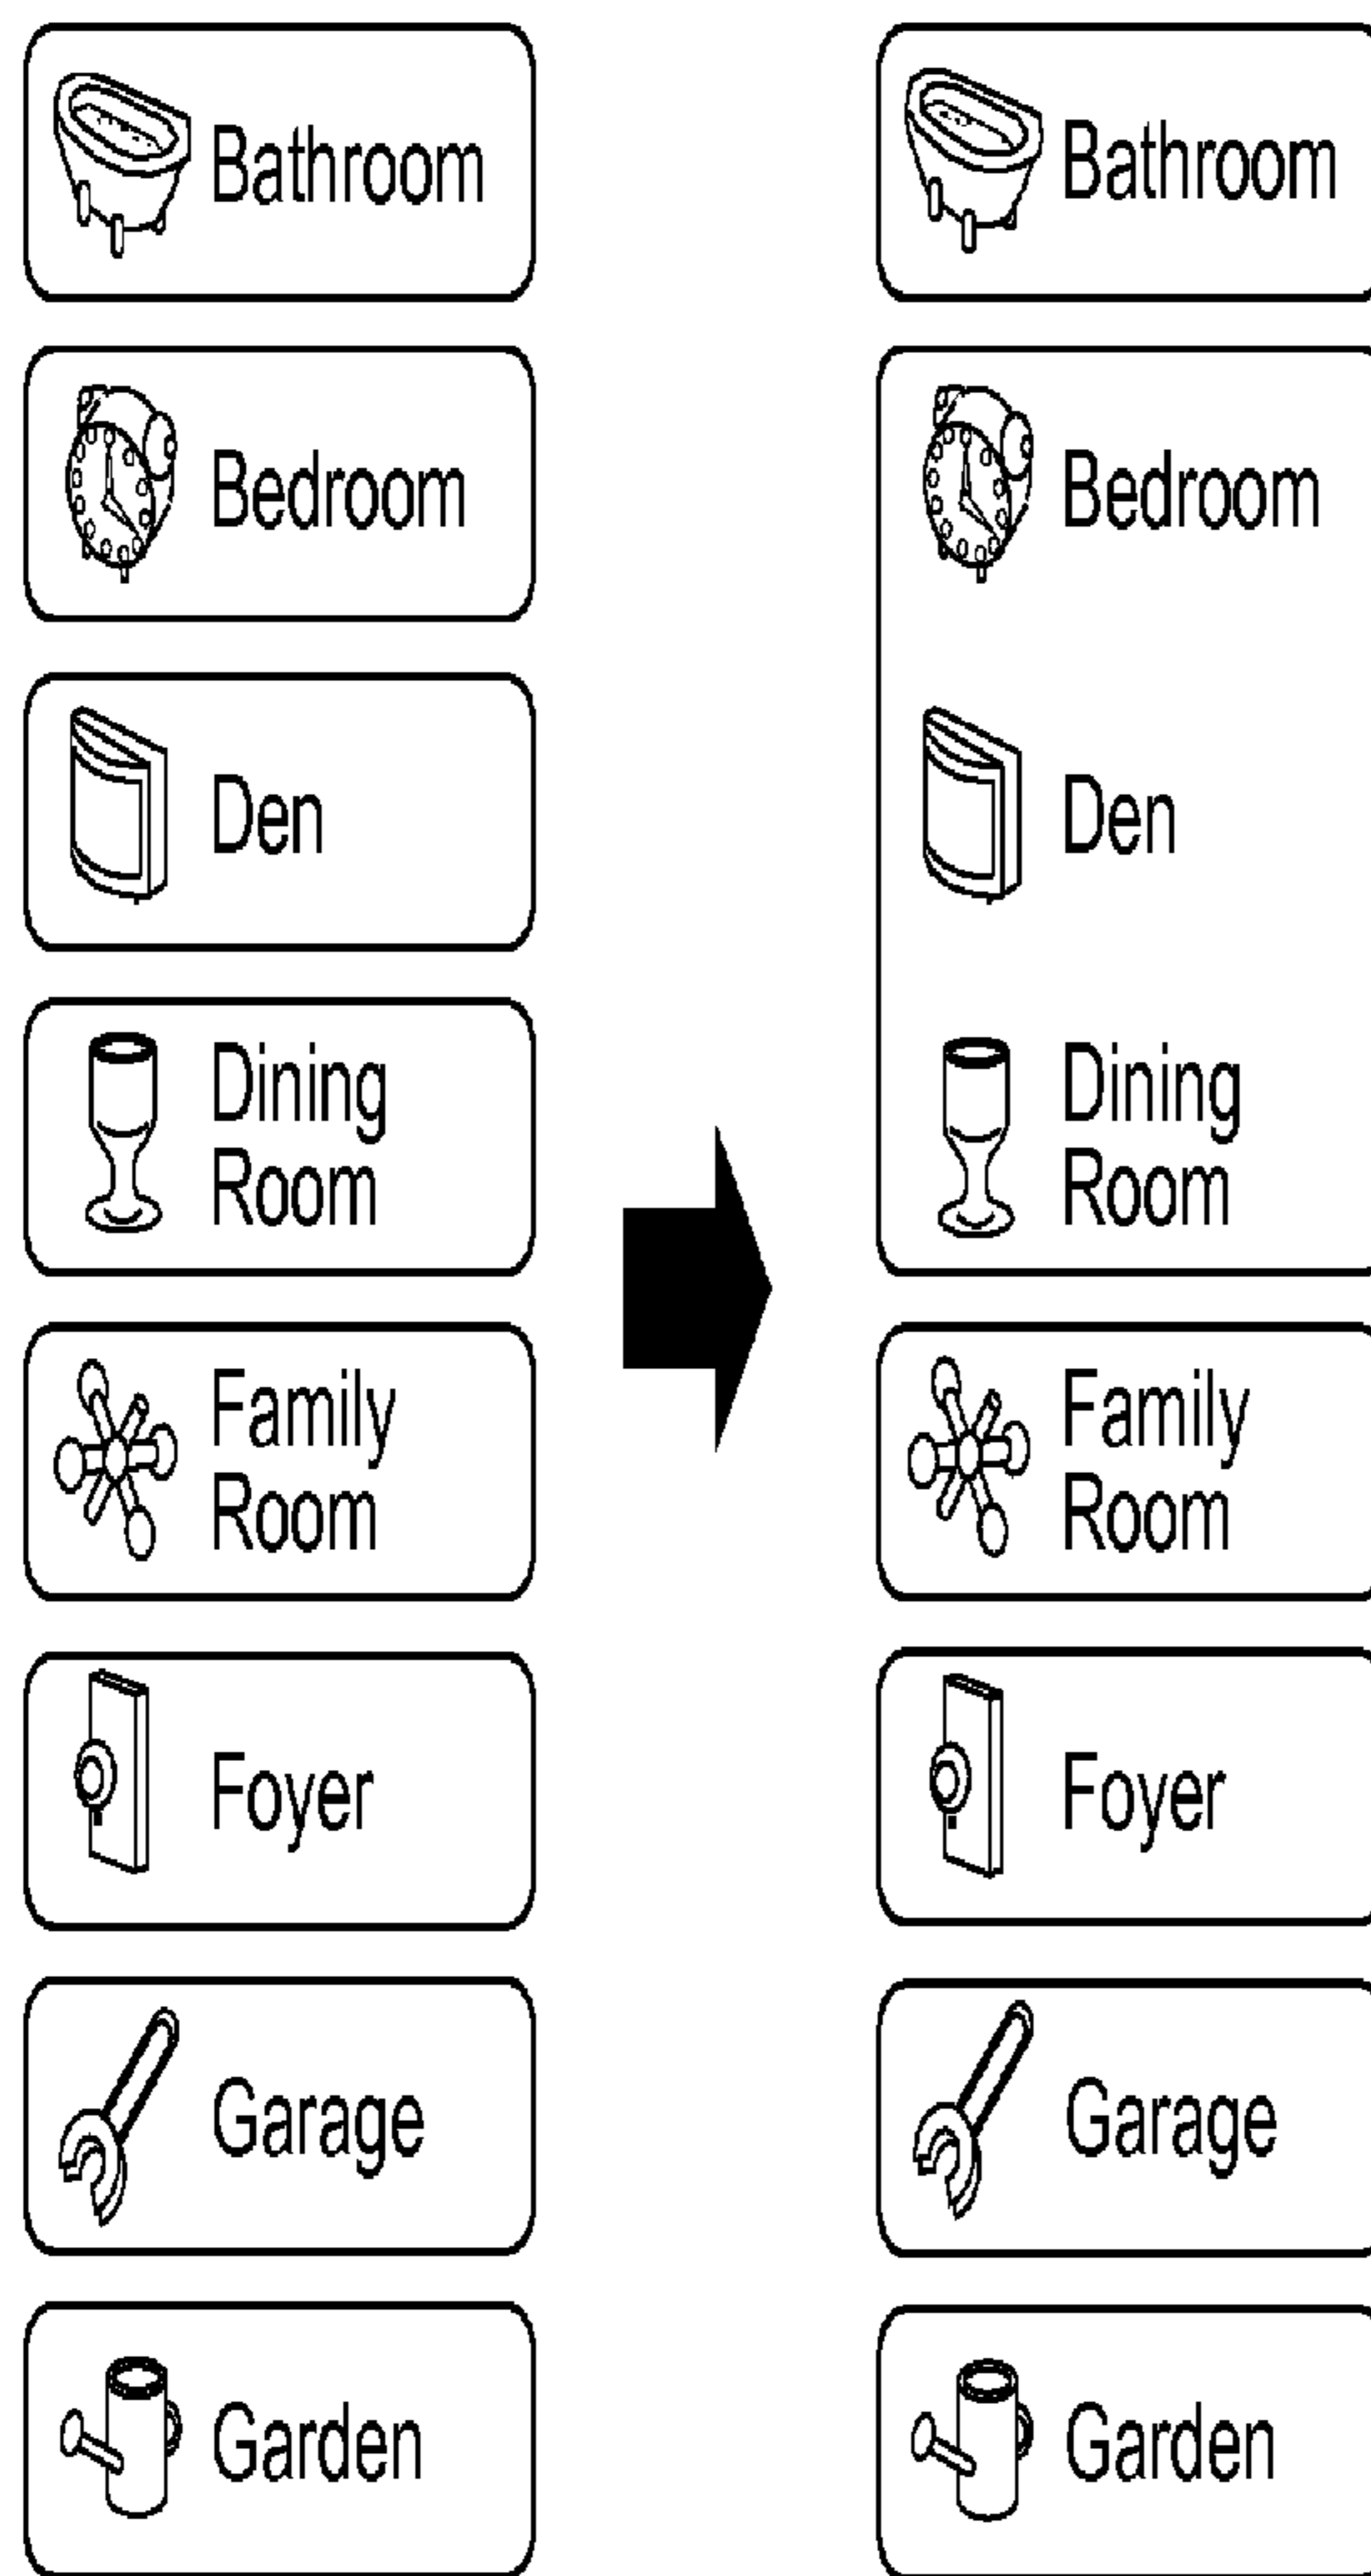 Bathroom
Bedroom
Den
Dining
Room
Family
Room
Foyer
Garage
Garden
Bathroom
Bedroom
Den
Dining
Room
Family
Room
Foyer
Garage
Garden